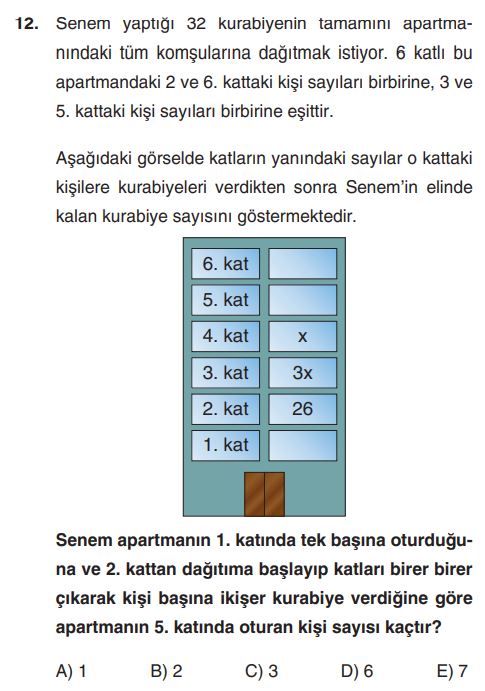 12. Senem yaptığı 32 kurabiyenin tamamını apartma-
nındaki tüm komşularına dağıtmak istiyor. 6 katlı bu
apartmandaki 2 ve 6. kattaki kişi sayıları birbirine, 3 ve
5. kattaki kişi sayıları birbirine eşittir.
Aşağıdaki görselde katların yanındaki sayılar o kattaki
kişilere kurabiyeleri verdikten sonra Senem'in elinde
kalan kurabiye sayısını göstermektedir.
6. kat
5. kat
4. kat x
3. kat 3x
2. kat 26
1. kat
Senem apartmanın 1. katında tek başına oturduğu-
na ve 2. kattan dağıtıma başlayıp katları birer birer
çıkarak kişi başına ikişer kurabiye verdiğine göre
apartmanın 5. katında oturan kişi sayısı kaçtır?
A) 1 B) 2 C) 3 D) 6 E) 7